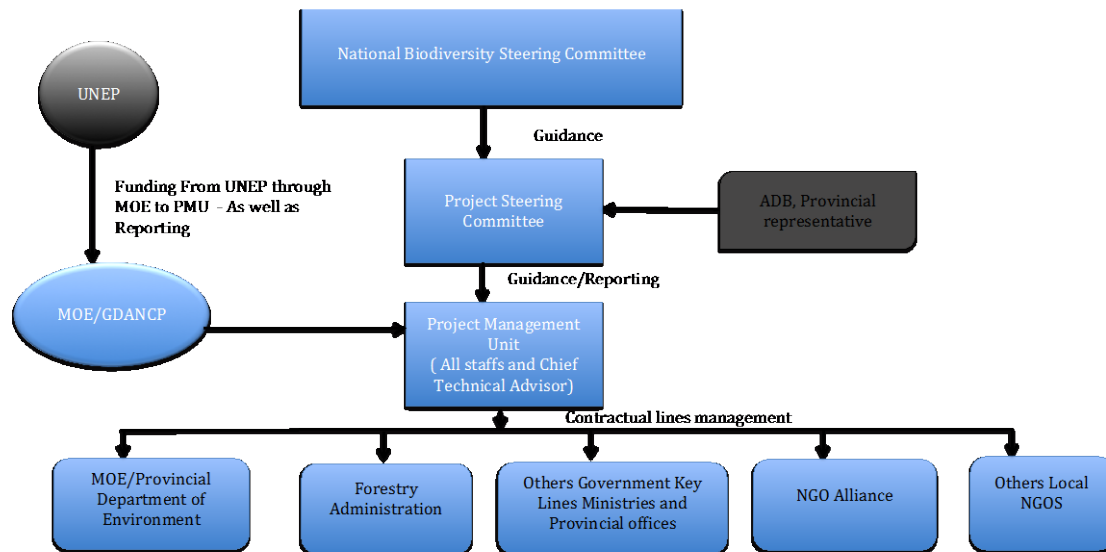 National Biodiversity Steering Committee
UNEP
Guidance
Funding From UNEP through
MOE to PMU - As well as
Reporting
Project Steering
Committee
ADB, Provincial
representative
Guidance/Reporting
MOE/GDANCP
Project Management
Unit
( All staffs and Chief
Technical Advisor)
Contractual lines management
MOE/Provincial
Department of
Environment
Forestry
Administration
Others Government Key
Lines Ministries and
Provincial offices
NGO Alliance
Others Local
NGOS